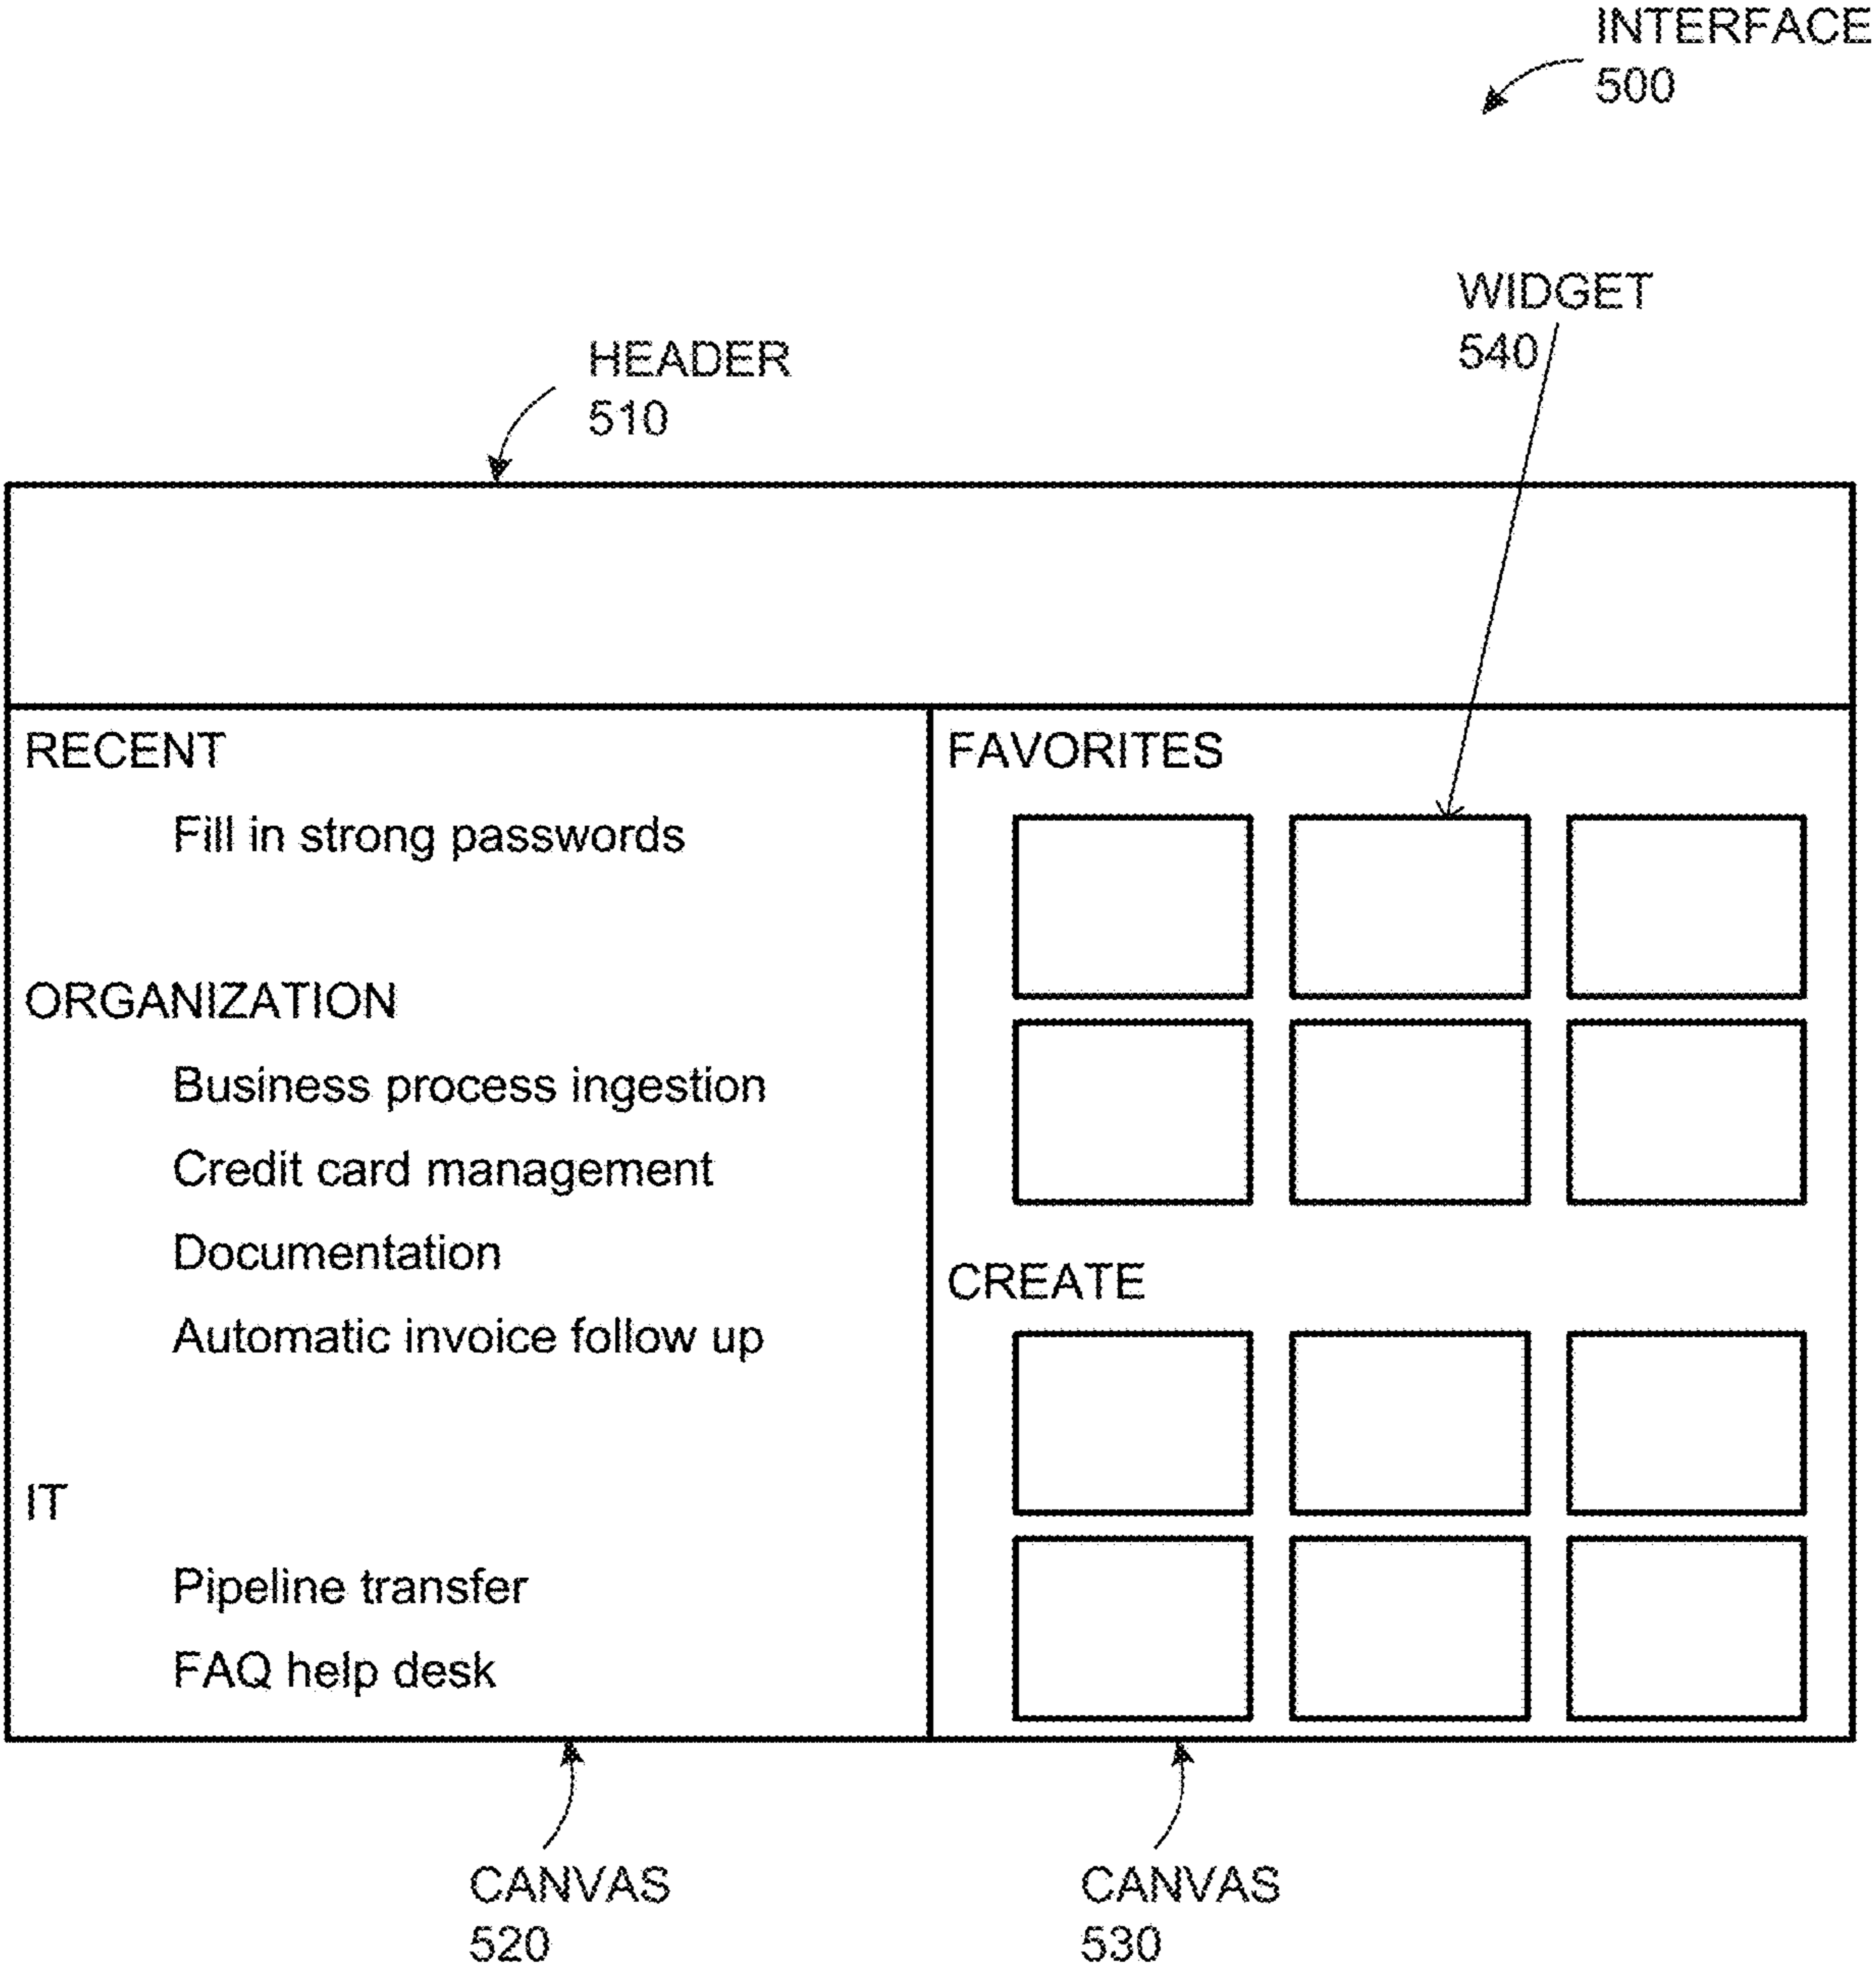 INTERFACE
500
WIDGET
540
HEADER
510
RECENT
Fill in strong passwords
ORGANIZATION
Business process ingestion
Credit card management
Documentation
Automatic invoice follow up
IT
Pipeline transfer
FAQ help desk
FAVORITES
CREATE
CANVAS
520
CANVAS
530